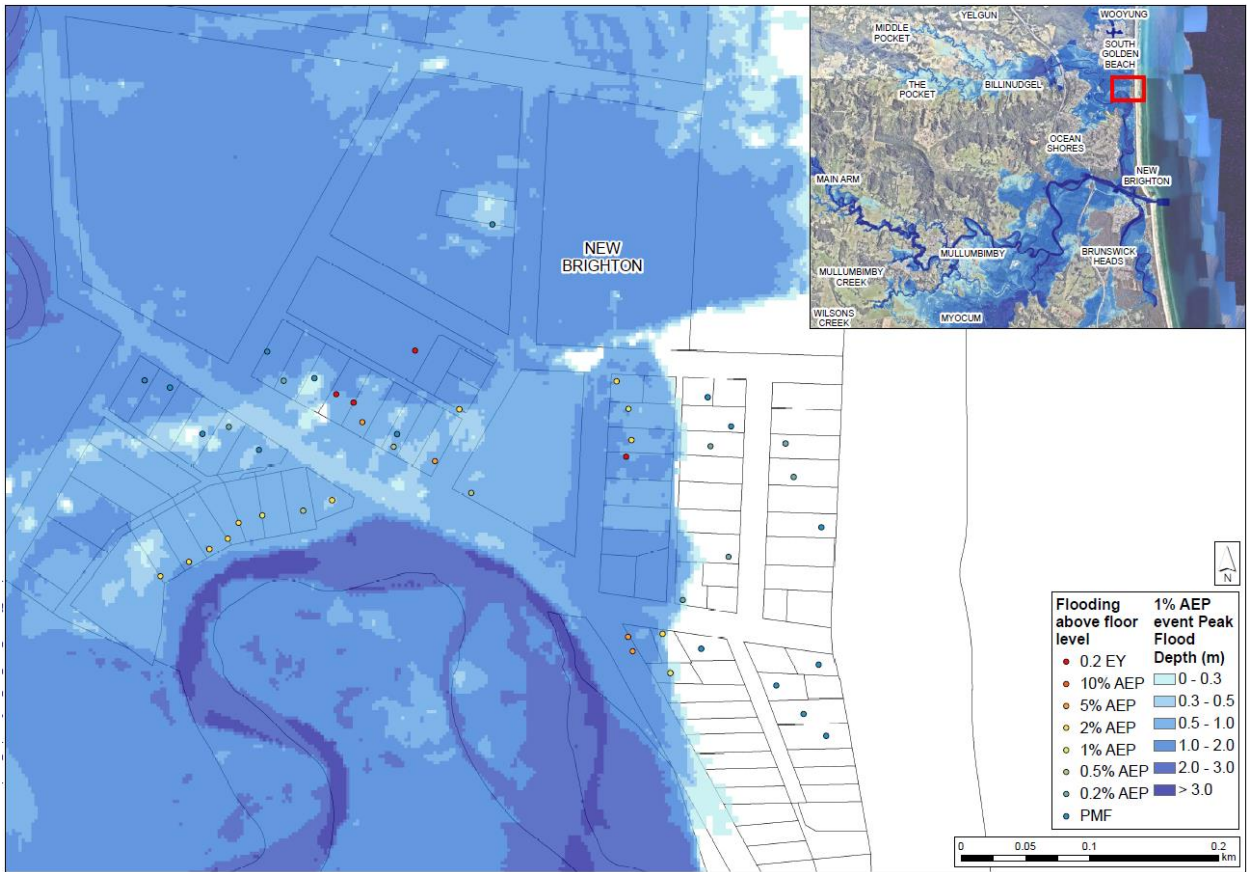 YELGUN
WOOYUNG
MIDDLE
POCKET
SOUTH
GOLDEN
BEACH
THE
POCKET
BILLINUDGEL
OCEAN
SHORES
MAIN ARM
NEW
BRIGHTON
MULLUMBIMBY
BRUNSWICK
HEADS
MULLUMBIMBY
CREEK
WILSONS
CREEK
MYOCUM
NEW
BRIGHTON
N
Flooding
above floor
level
0.2 EY
10% AEP
5% AEP
2% AEP
1% AEP
0.5% AEP
0.2% AEP
PMF
1% AEP
event Peak
Flood
Depth (m)
0 - 0.3
0.3 - 0.5
0.5 - 1.0
1.0 - 2.0
2.0 - 3.0
> 3.0
0 0.05 0.1 0.2
km